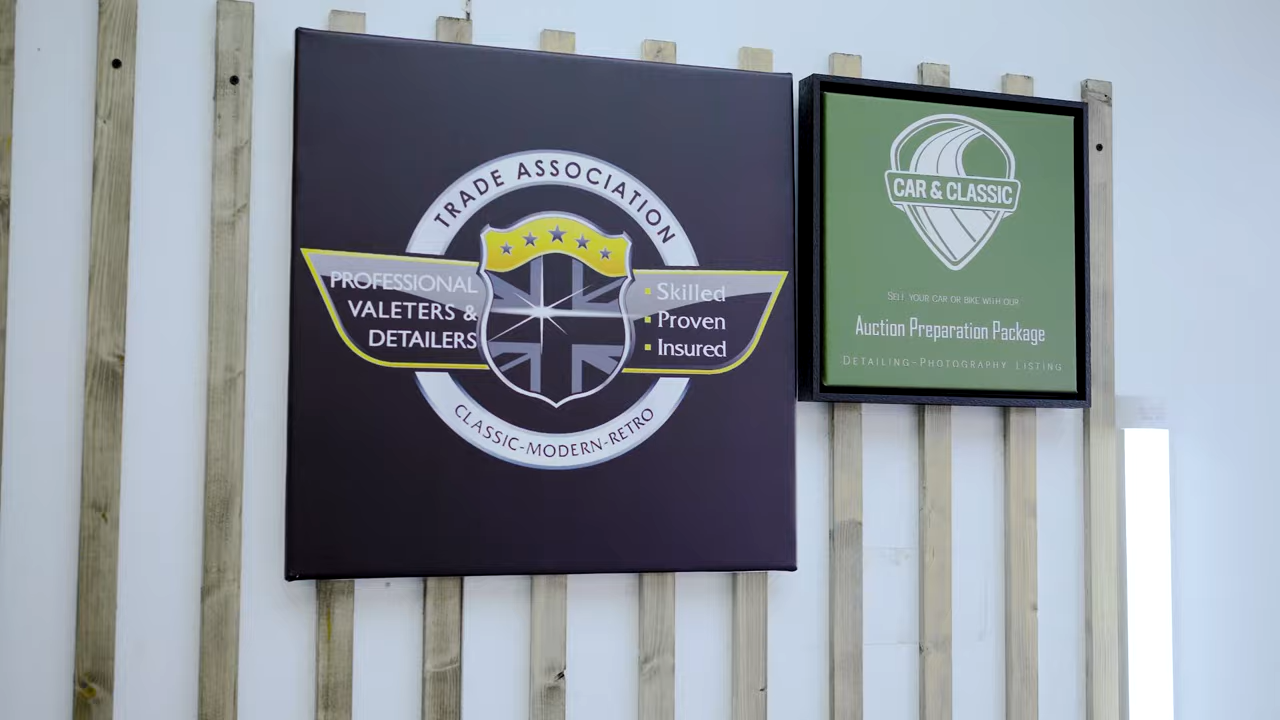 TRADE ASSOCIATION
PROFESSIONAL
VALETERS &
DETAILERS
Skilled
Proven
Insured
CLASSIC-MODERN-RETRO
CAR & CLASSIC
SELL YOUR CAR OR BIKE WITH OUR
Auction Preparation Package
DETAILING-PHOTOGRAPHY LISTING